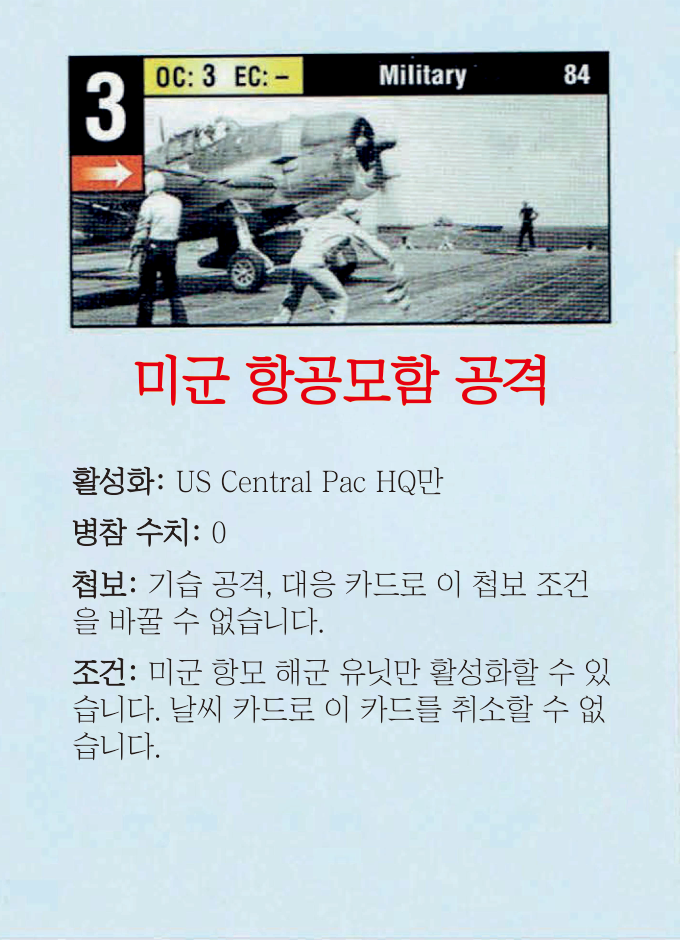 3
OC: 3 EC: –
Military
84
미군 항공모함 공격
활성화: US Central Pac HQ만
병참 수치: 0
첩보: 기습 공격, 대응 카드로 이 첩보 조건
을 바꿀 수 없습니다.
조건: 미군 항모 해군 유닛만 활성화할 수 있
습니다. 날씨 카드로 이 카드를 취소할 수 없
습니다.